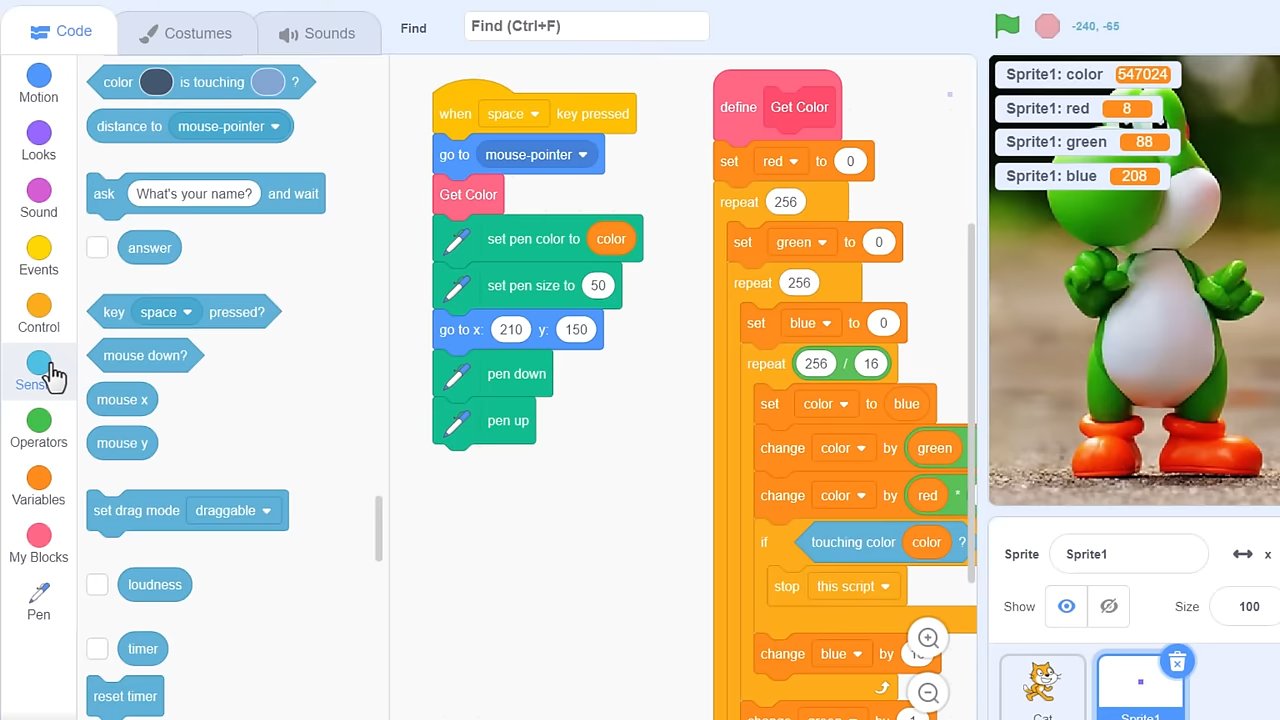 Code
Costumes
Sounds
Find
Find (Ctrl+F)
-240, -65
Motion
Looks
Sound
Events
Control
Operators
Variables
My Blocks
Pen
color is touching ?
distance to mouse-pointer
ask What's your name? and wait
answer
key space pressed?
mouse down?
mouse x
mouse y
set drag mode draggable
loudness
timer
reset timer
when space key pressed
go to mouse-pointer
Get Color
set pen color to color
set pen size to 50
go to x: 210 y: 150
pen down
pen up
define Get Color
set red to 0
repeat 256
set green to 0
repeat 256
set blue to 0
repeat 256 / 16
set color to blue
change color by green
change color by red *
if touching color color ?
stop this script
change blue by
Sprite1: color 547024
Sprite1: red 8
Sprite1: green 88
Sprite1: blue 208
Sprite Sprite1 x
Show Size 100